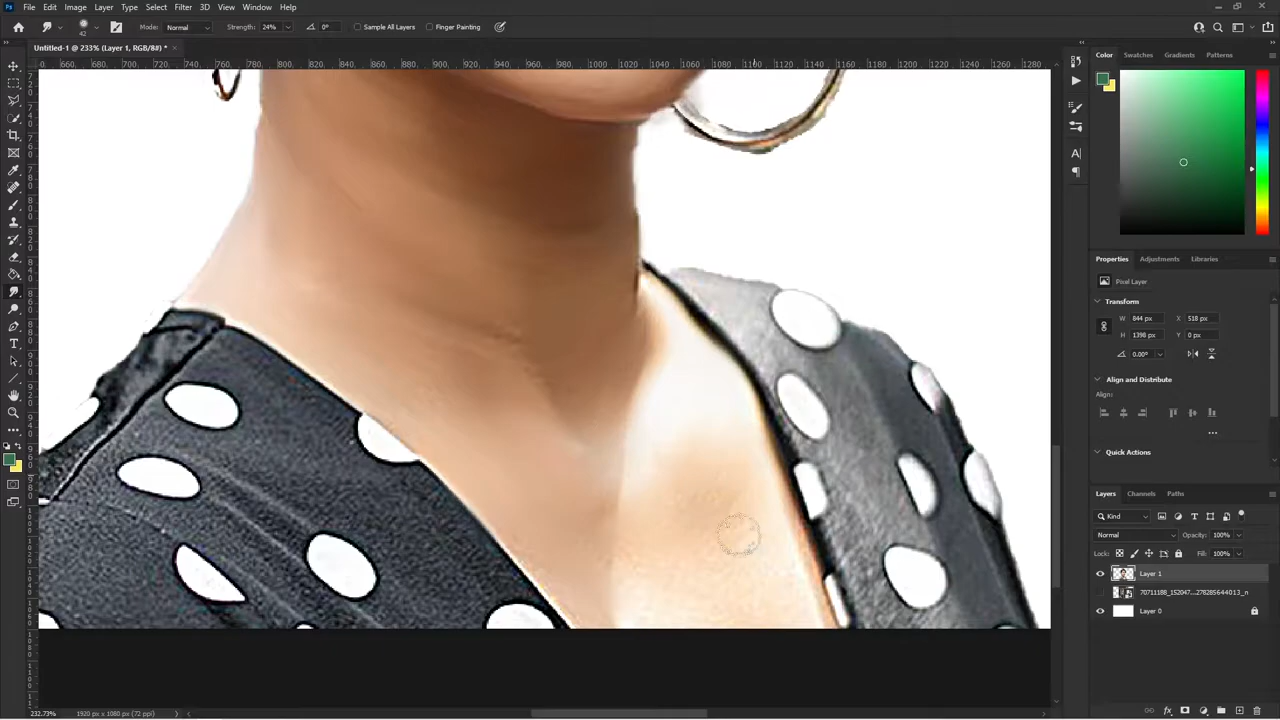 File Edit Image Layer Type Select Filter 3D View Window Help
42 Mode: Normal Strength: 24% 0° Sample All Layers Finger Painting
Untitled-1 @ 233% (Layer 1, RGB/8#) *
660 680 700 720 740 760 780 800 820 840 860 880 900 920 940 960 980 1000 1020 1040 1060 1080 1100 1120 1140 1160 1180 1200 1220 1240 1260 1280
Color Swatches Gradients Patterns
Properties Adjustments Libraries
Pixel Layer
Transform
W 844 px X 518 px
H 1398 px Y 0 px
0.00°
Align and Distribute
Align:
Quick Actions
Layers Channels Paths
Kind
Normal Opacity: 100%
Lock: Fill: 100%
Layer 1
70711188_152047...278285644013_n
Layer 0
232.73% 1920 px x 1080 px (72 ppi)